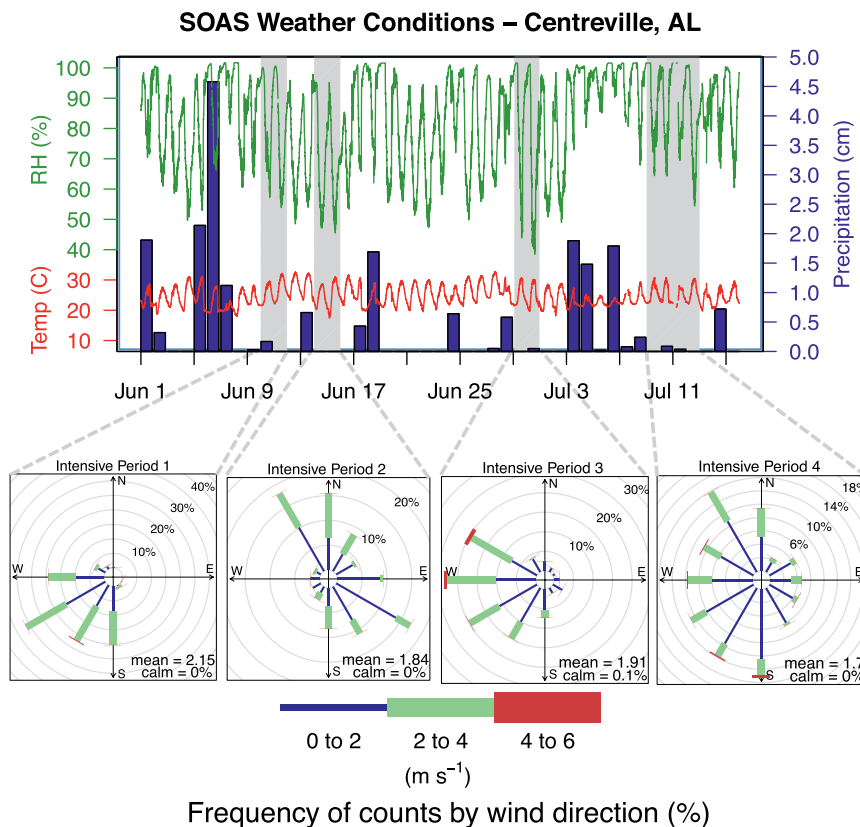 SOAS Weather Conditions – Centreville, AL
RH (%)
100
90
80
70
60
50
40
Temp (C)
30
20
10
5.0
4.5
4.0
3.5
3.0
2.5
2.0
1.5
1.0
0.5
0.0
Precipitation (cm)
Jun 1 Jun 9 Jun 17 Jun 25 Jul 3 Jul 11
Intensive Period 1
N
40%
30%
20%
10%
W E
mean = 2.15
S calm = 0%
Intensive Period 2
N
20%
10%
mean = 1.84
calm = 0%
Intensive Period 3
N
30%
20%
10%
W E
mean = 1.91
S calm = 0.1%
Intensive Period 4
N
18%
14%
10%
6%
W E
mean = 1.7
S calm = 0%
0 to 2 2 to 4 4 to 6
(m s⁻¹)
Frequency of counts by wind direction (%)